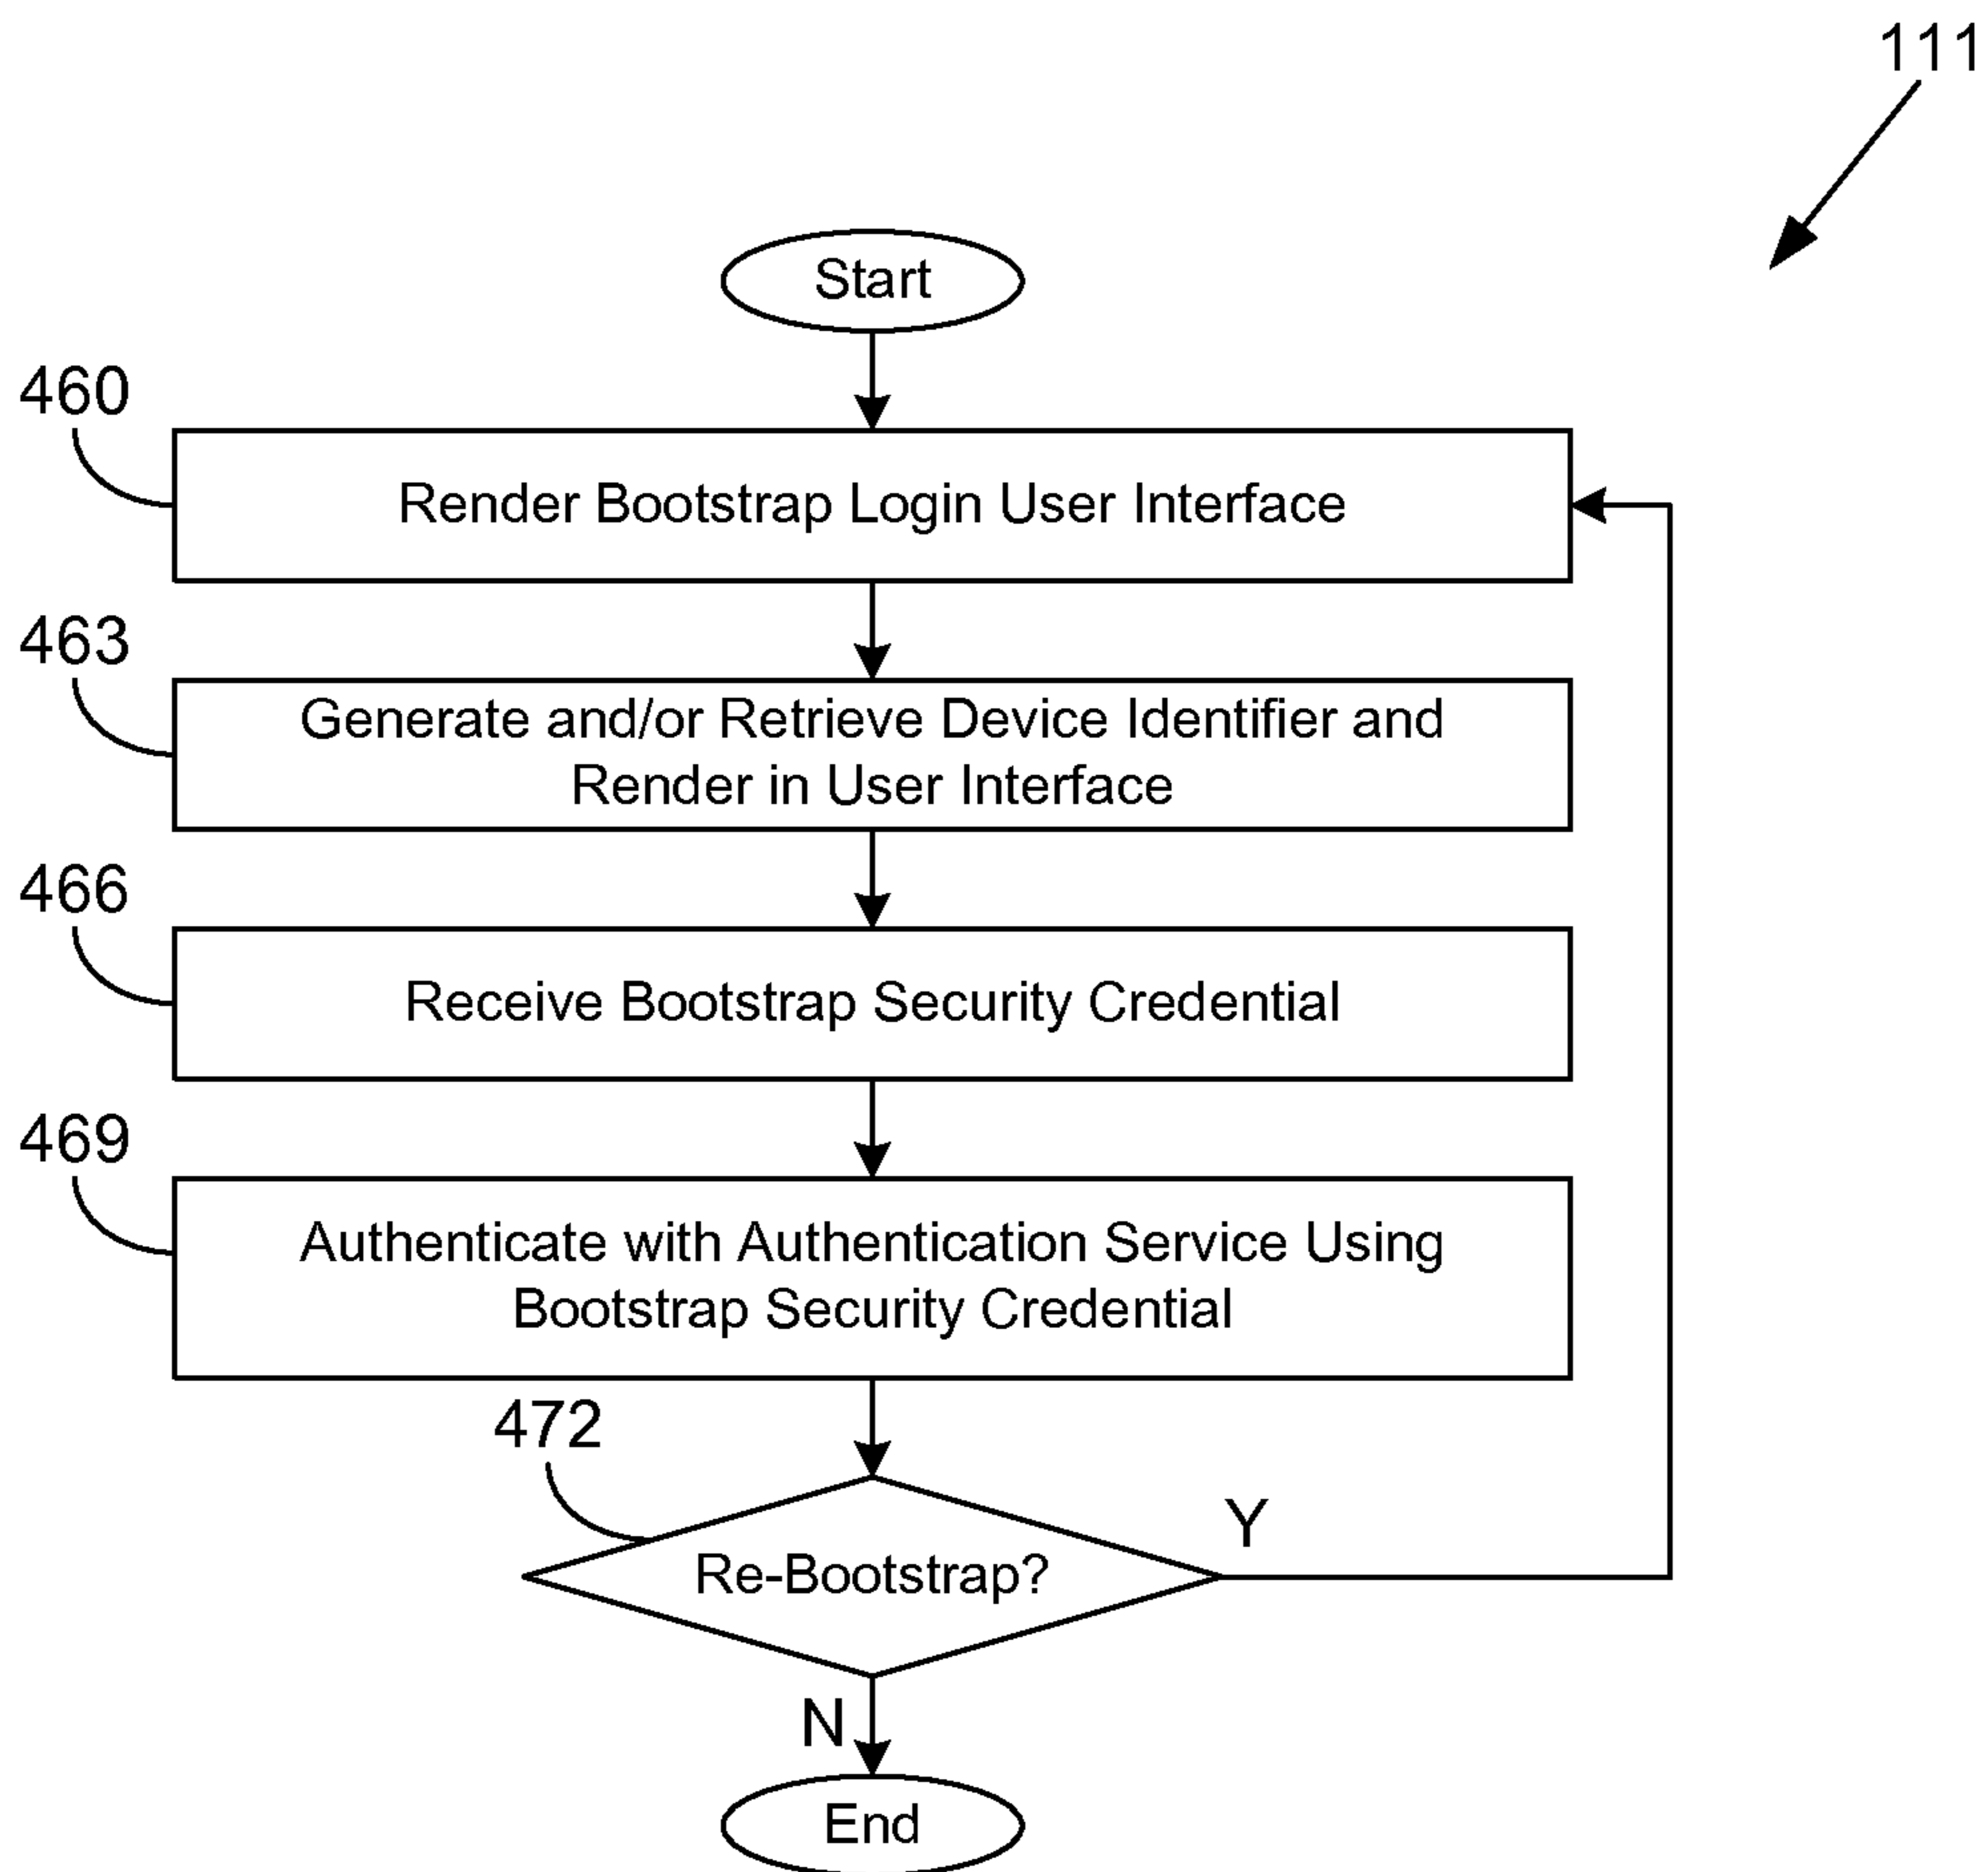 111
Start
460
Render Bootstrap Login User Interface
463
Generate and/or Retrieve Device Identifier and
Render in User Interface
466
Receive Bootstrap Security Credential
469
Authenticate with Authentication Service Using
Bootstrap Security Credential
472
Re-Bootstrap?
Y
N
End